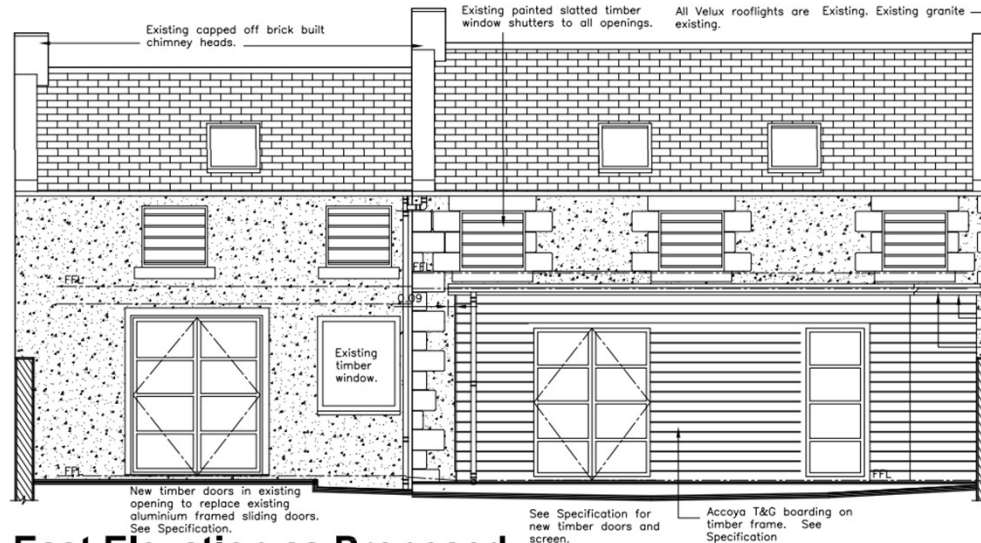 Existing capped off brick built
chimney heads.
Existing painted slatted timber
window shutters to all openings.
All Velux rooflights are Existing. Existing granite
existing.
FFL
FFL
0.09
Existing
timber
window.
FFL
FFL
New timber doors in existing
opening to replace existing
aluminium framed sliding doors.
See Specification.
See Specification for
new timber doors and
screen.
Accoya T&G boarding on
timber frame. See
Specification
East Elevation as Proposed